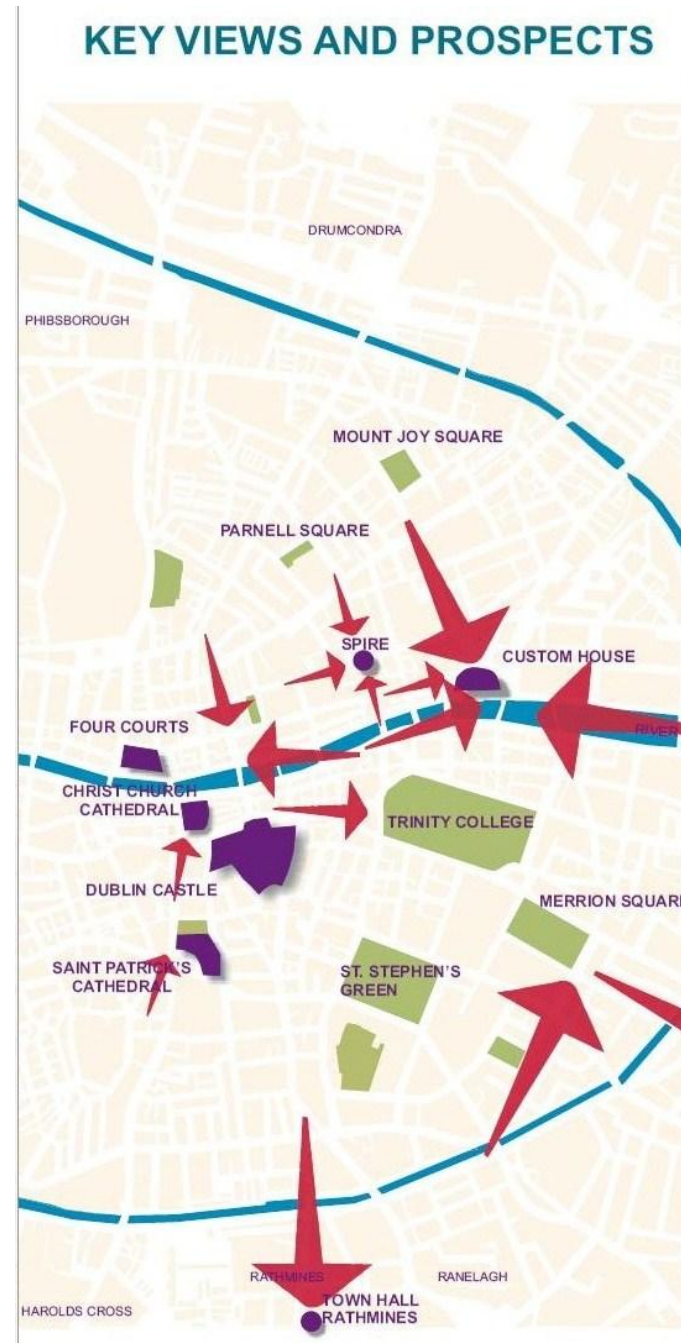 KEY VIEWS AND PROSPECTS
DRUMCONDRA
PHIBSBOROUGH
MOUNT JOY SQUARE
PARNELL SQUARE
SPIRE
CUSTOM HOUSE
FOUR COURTS
RIVER
CHRIST CHURCH
CATHEDRAL
TRINITY COLLEGE
DUBLIN CASTLE
MERRION SQUAR
SAINT PATRICK'S
CATHEDRAL
ST. STEPHEN'S
GREEN
RATHMINES
RANELAGH
TOWN HALL
RATHMINES
HAROLDS CROSS